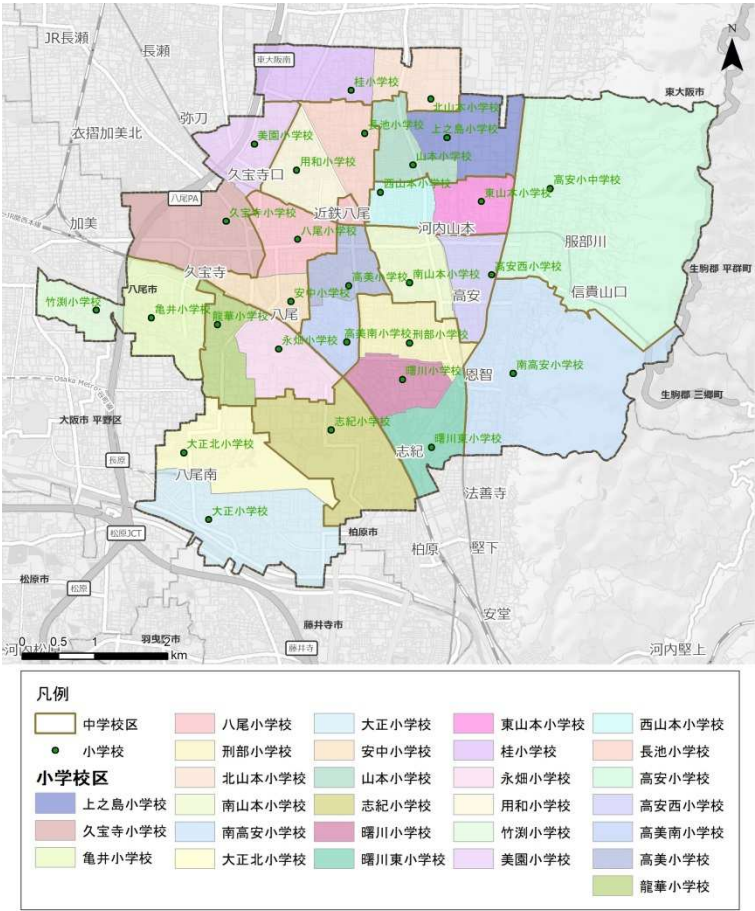 N
JR長瀬
長瀬
東大阪南
東大阪市
桂小学校
北山本小学校
弥刀
衣摺加美北
長池小学校
上之島小学校
美園小学校
山本小学校
用和小学校
久宝寺口
西山本小学校
高安小中学校
東山本小学校
八尾PA
加美
久宝寺小学校
近鉄八尾
河内山本
JR関西本線
八尾小学校
服部川
久宝寺
高美小学校
南山本小学校
高安西小学校
生駒郡 平群町
八尾市
安中小学校
高安
信貴山口
竹渕小学校
亀井小学校
龍華小学校
八尾
永畑小学校
高美南小学校
刑部小学校
恩智
南高安小学校
Osaka Metro谷町線
曙川小学校
生駒郡 三郷町
大阪市 平野区
志紀小学校
志紀
曙川東小学校
長原
大正北小学校
八尾南
法善寺
大正小学校
松原JCT
柏原市
柏原
堅下
松原市
松原
安堂
藤井寺市
羽曳野市
藤井寺
河内松原
河内堅上
0 0.5 1 2
km
凡例
中学校区
小学校
小学校区
上之島小学校
久宝寺小学校
亀井小学校
八尾小学校
刑部小学校
北山本小学校
南山本小学校
南高安小学校
大正北小学校
大正小学校
安中小学校
山本小学校
志紀小学校
曙川小学校
曙川東小学校
東山本小学校
桂小学校
永畑小学校
用和小学校
竹渕小学校
美園小学校
西山本小学校
長池小学校
高安小学校
高安西小学校
高美南小学校
高美小学校
龍華小学校